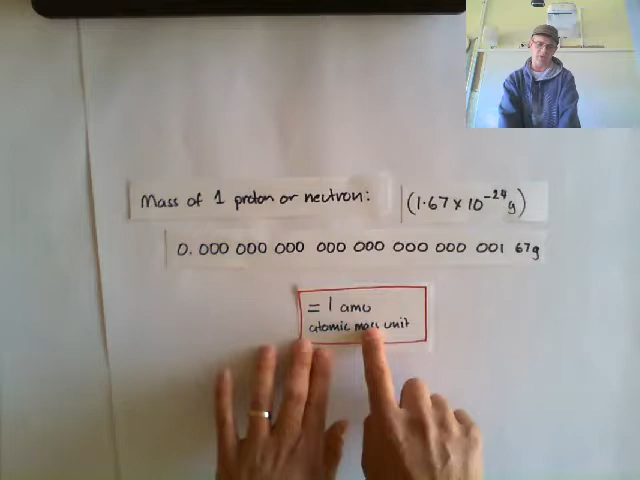 Mass of 1 proton or neutron: (1.67 x 10⁻²⁴g)
0. 000 000 000 000 000 000 000 001 67g
= 1 amu
atomic mass unit